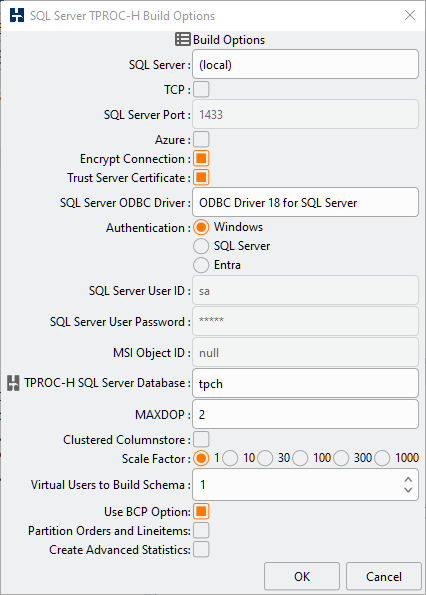 SQL Server TPROC-H Build Options
Build Options
SQL Server : (local)
TCP :
SQL Server Port : 1433
Azure :
Encrypt Connection :
Trust Server Certificate :
SQL Server ODBC Driver : ODBC Driver 18 for SQL Server
Authentication : Windows
SQL Server
Entra
SQL Server User ID : sa
SQL Server User Password : *****
MSI Object ID : null
TPROC-H SQL Server Database : tpch
MAXDOP : 2
Clustered Columnstore :
Scale Factor : 1 10 30 100 300 1000
Virtual Users to Build Schema : 1
Use BCP Option:
Partition Orders and Lineitems:
Create Advanced Statistics:
OK Cancel